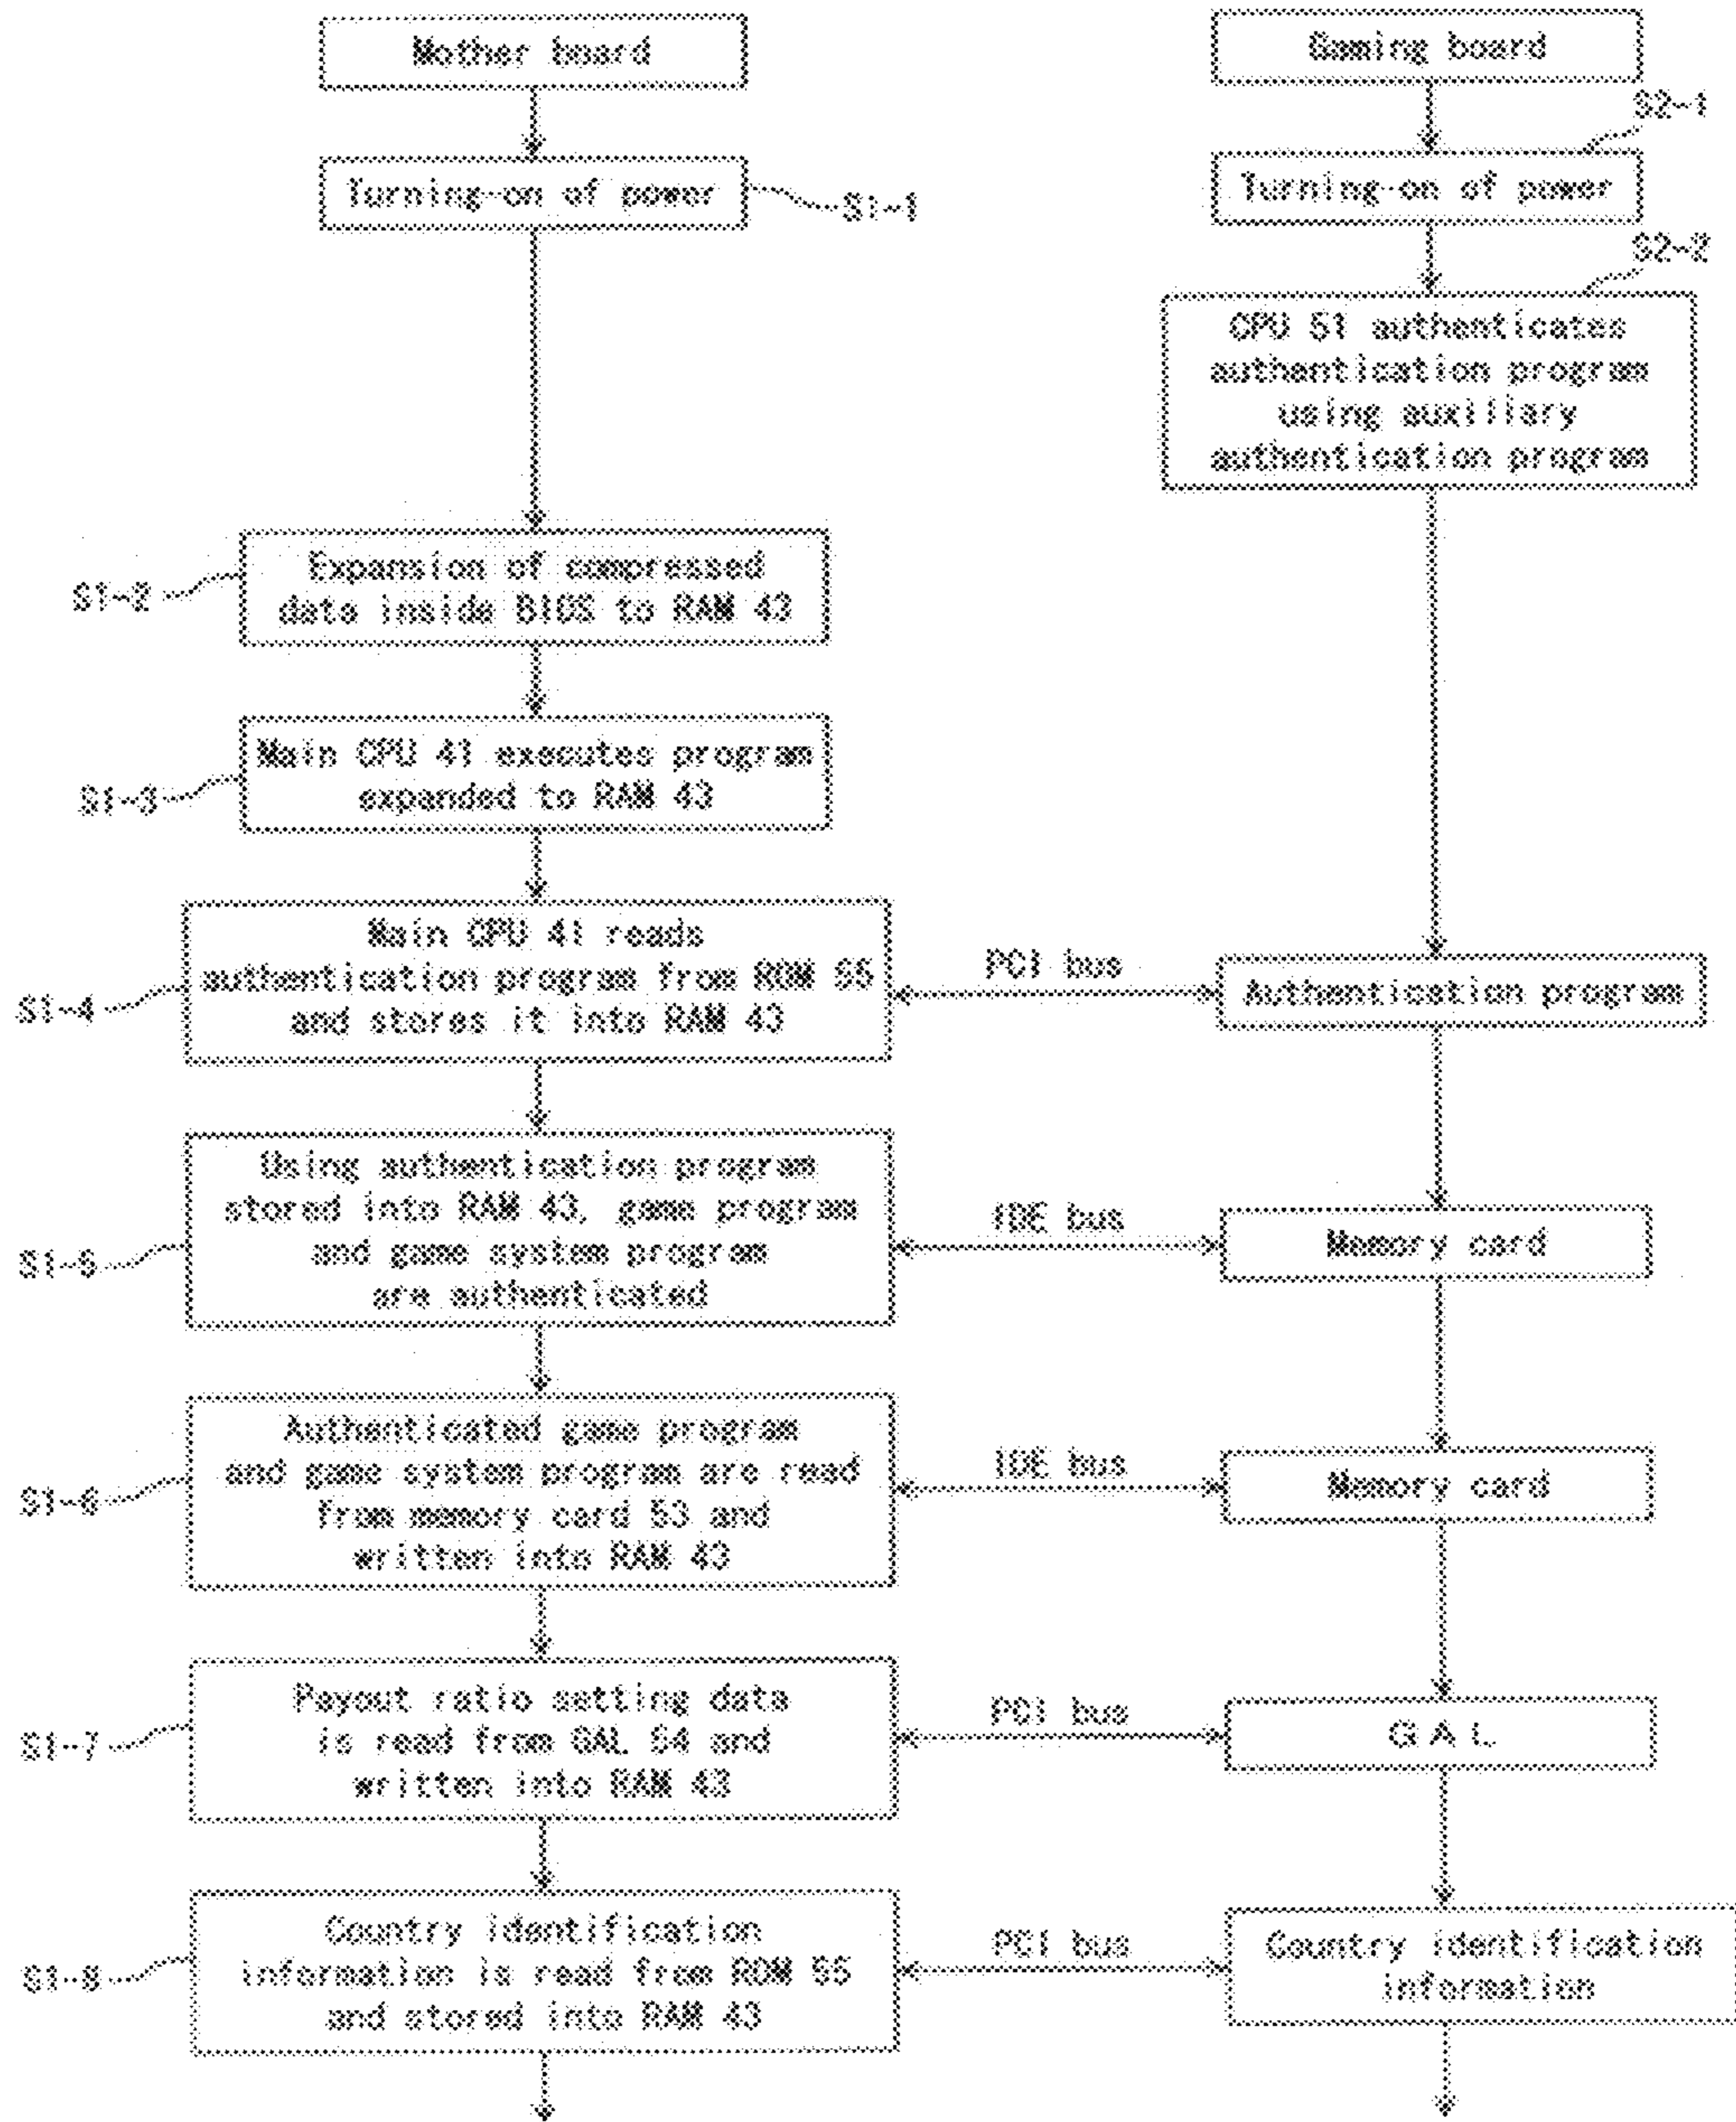 Mother board
Gaming board
S2-1
Turning-on of power
S1-1
Turning-on of power
S2-2
CPU 51 authenticates
authentication program
using auxiliary
authentication program
S1-2
Expansion of compressed
data inside BIOS to RAM 43
S1-3
Main CPU 41 executes program
expanded to RAM 43
S1-4
Main CPU 41 reads
authentication program from ROM 55
and stores it into RAM 43
PCI bus
Authentication program
S1-5
Using authentication program
stored into RAM 43, game program
and game system program
are authenticated
IDE bus
Memory card
S1-6
Authenticated game program
and game system program are read
from memory card 53 and
written into RAM 43
IDE bus
Memory card
S1-7
Payout ratio setting data
is read from GAL 54 and
written into RAM 43
PCI bus
GAL
S1-8
Country identification
information is read from ROM 55
and stored into RAM 43
PCI bus
Country identification
information